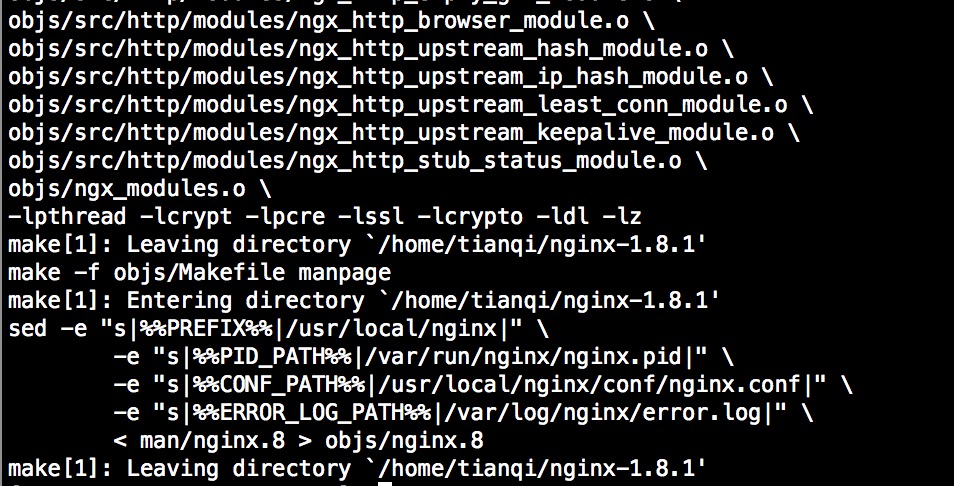 objs/src/http/modules/ngx_http_browser_module.o \
objs/src/http/modules/ngx_http_upstream_hash_module.o \
objs/src/http/modules/ngx_http_upstream_ip_hash_module.o \
objs/src/http/modules/ngx_http_upstream_least_conn_module.o \
objs/src/http/modules/ngx_http_upstream_keepalive_module.o \
objs/src/http/modules/ngx_http_stub_status_module.o \
objs/ngx_modules.o \
-lpthread -lcrypt -lpcre -lssl -lcrypto -ldl -lz
make[1]: Leaving directory `/home/tianqi/nginx-1.8.1'
make -f objs/Makefile manpage
make[1]: Entering directory `/home/tianqi/nginx-1.8.1'
sed -e "s|%%PREFIX%%|/usr/local/nginx|" \
-e "s|%%PID_PATH%%|/var/run/nginx/nginx.pid|" \
-e "s|%%CONF_PATH%%|/usr/local/nginx/conf/nginx.conf|" \
-e "s|%%ERROR_LOG_PATH%%|/var/log/nginx/error.log|" \
< man/nginx.8 > objs/nginx.8
make[1]: Leaving directory `/home/tianqi/nginx-1.8.1'